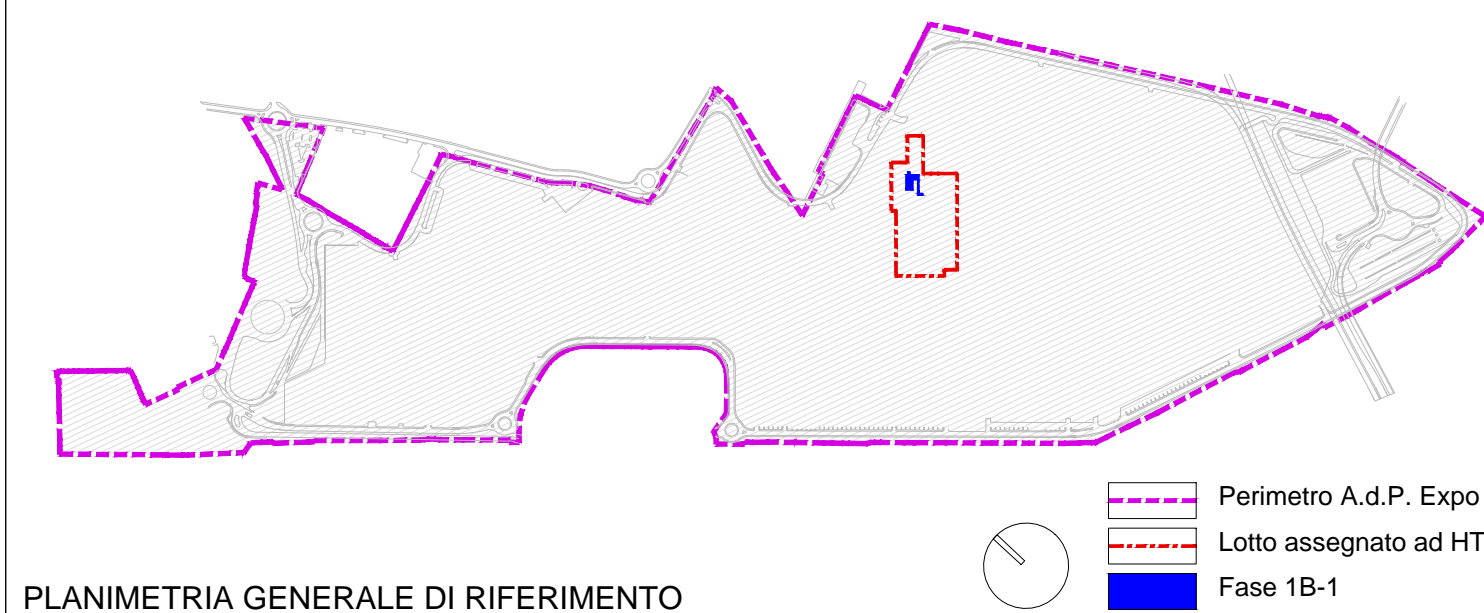 Perimetro A.d.P. Expo
Lotto assegnato ad HT
Fase 1B-1
PLANIMETRIA GENERALE DI RIFERIMENTO